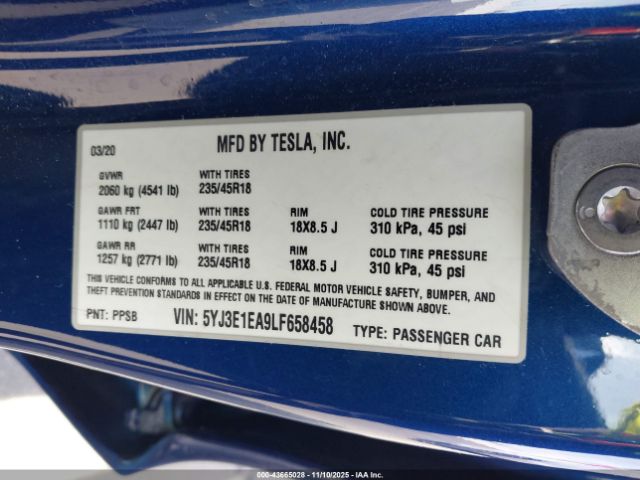 03/20
MFD BY TESLA, INC.
GVWR
2060 kg (4541 lb)
WITH TIRES
235/45R18
GAWR FRT
1110 kg (2447 lb)
WITH TIRES
235/45R18
RIM
18X8.5 J
COLD TIRE PRESSURE
310 kPa, 45 psi
GAWR RR
1257 kg (2771 lb)
WITH TIRES
235/45R18
RIM
18X8.5 J
COLD TIRE PRESSURE
310 kPa, 45 psi
THIS VEHICLE CONFORMS TO ALL APPLICABLE U.S. FEDERAL MOTOR VEHICLE SAFETY, BUMPER, AND
THEFT PREVENTION STANDARDS IN EFFECT ON THE DATE OF MANUFACTURE SHOWN ABOVE.
PNT: PPSB
VIN: 5YJ3E1EA9LF658458
TYPE: PASSENGER CAR
000-43665028 - 11/10/2025 - IAA Inc.